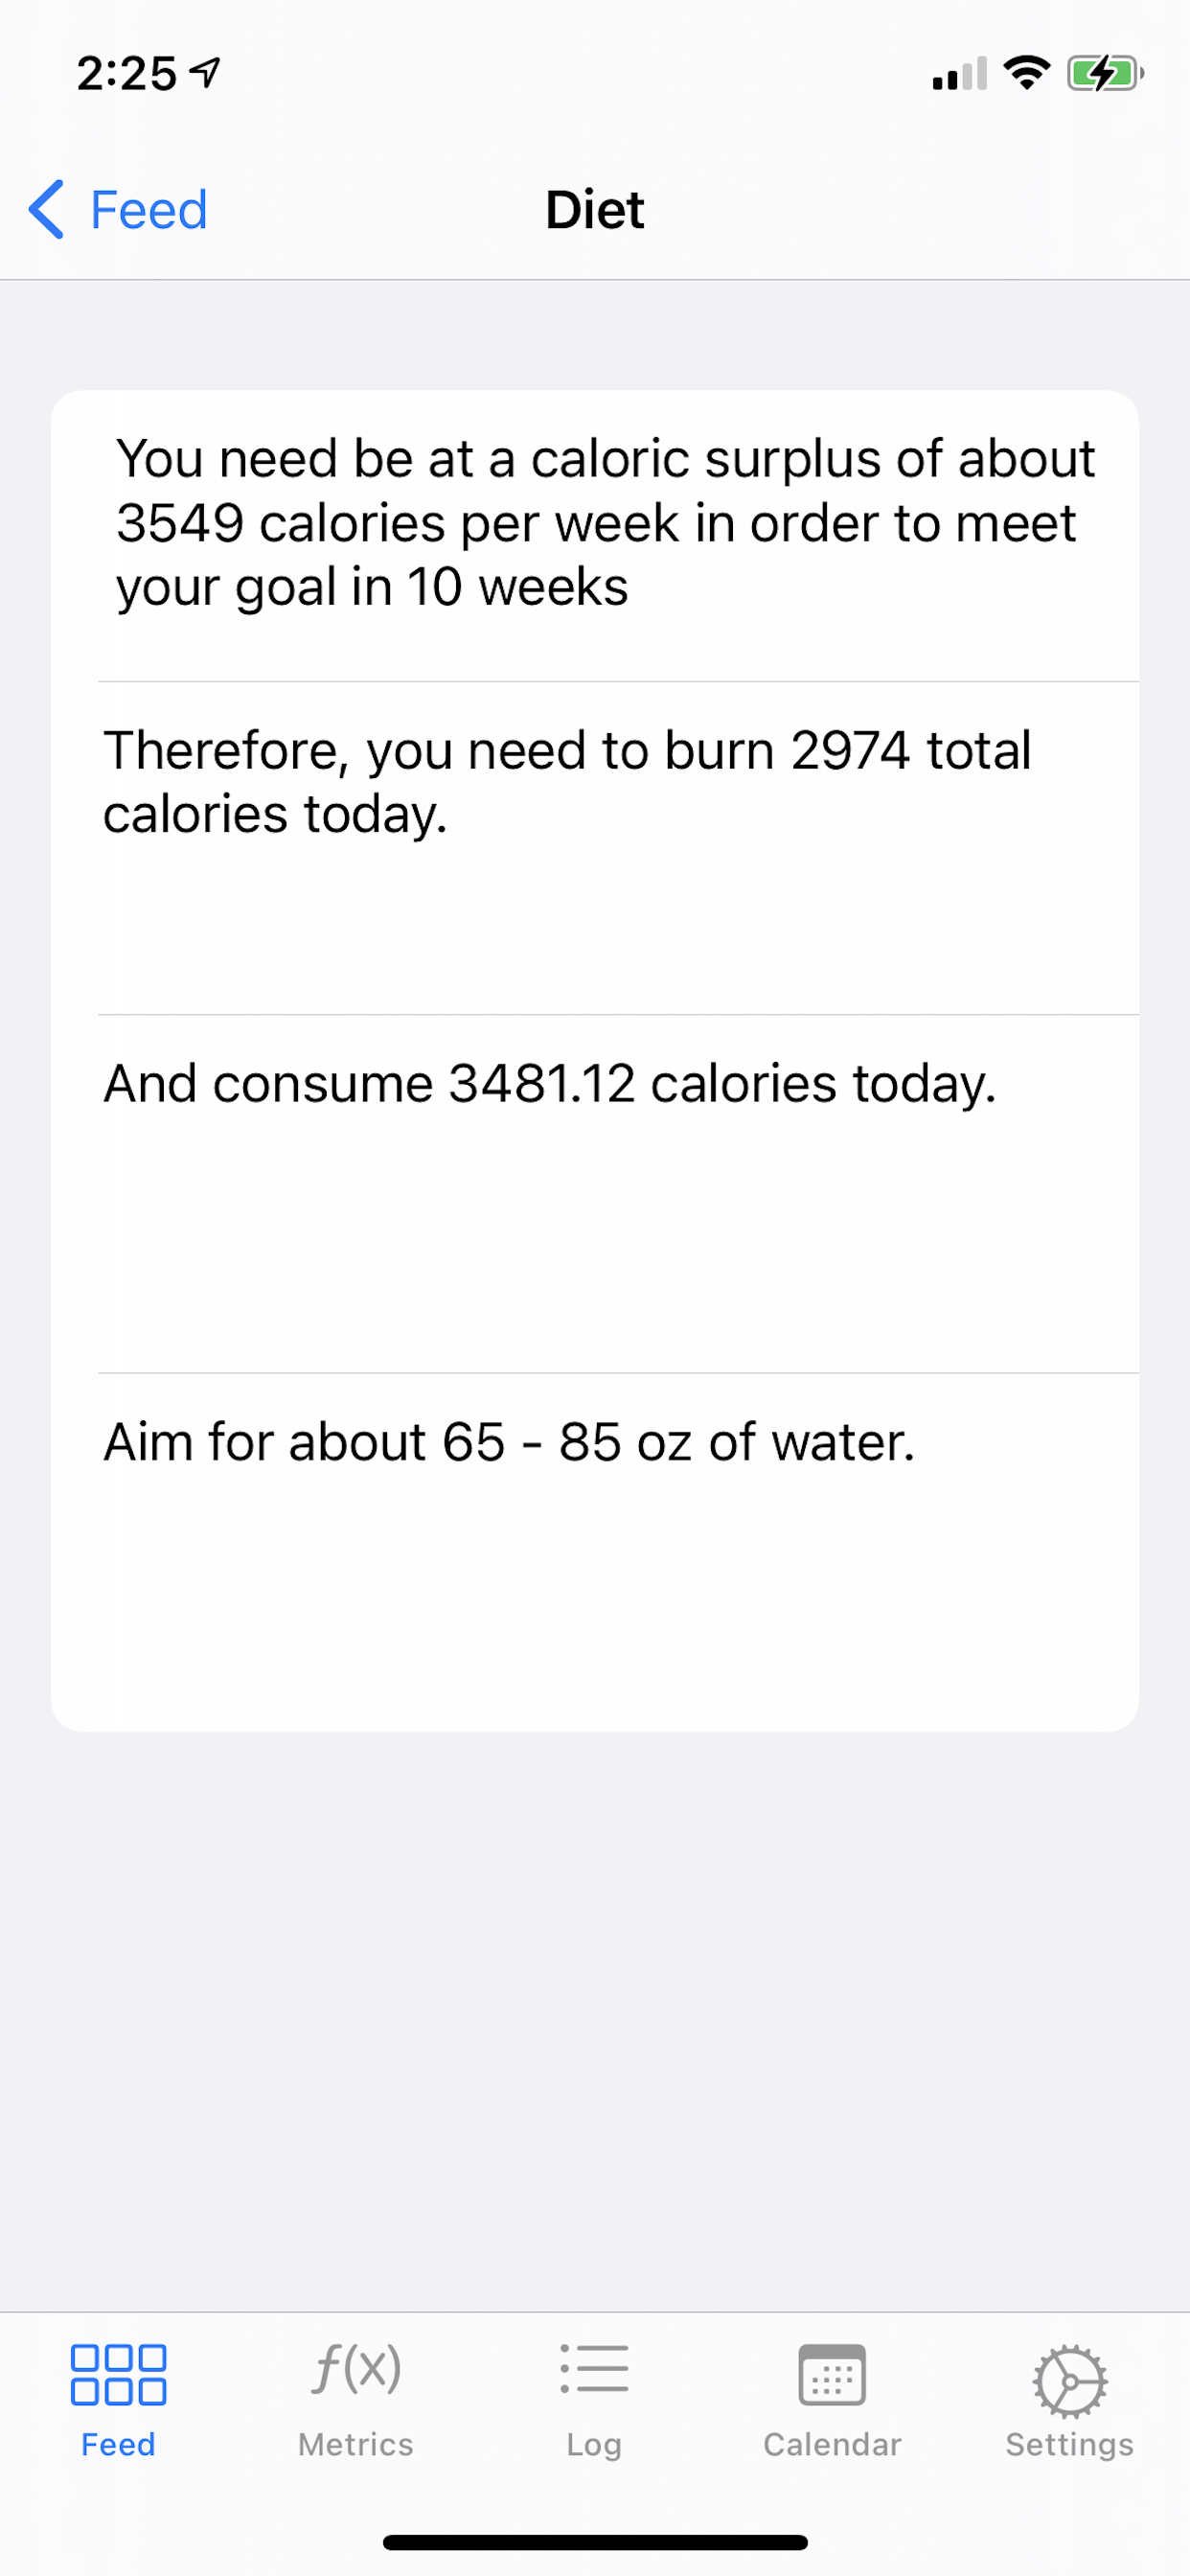 2:25
Feed
Diet
You need be at a caloric surplus of about
3549 calories per week in order to meet
your goal in 10 weeks
Therefore, you need to burn 2974 total
calories today.
And consume 3481.12 calories today.
Aim for about 65 - 85 oz of water.
f(x)
Feed
Metrics
Log
Calendar
Settings